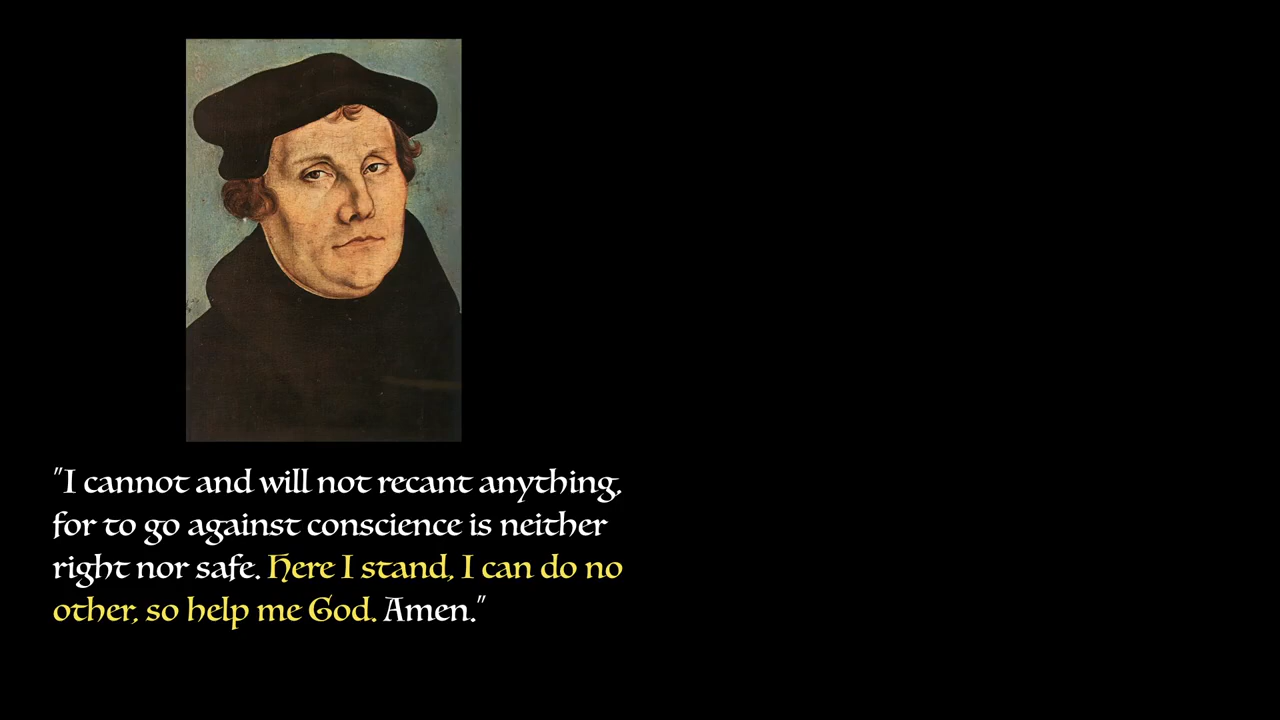 "I cannot and will not recant anything,
for to go against conscience is neither
right nor safe. Here I stand, I can do no
other, so help me God. Amen."